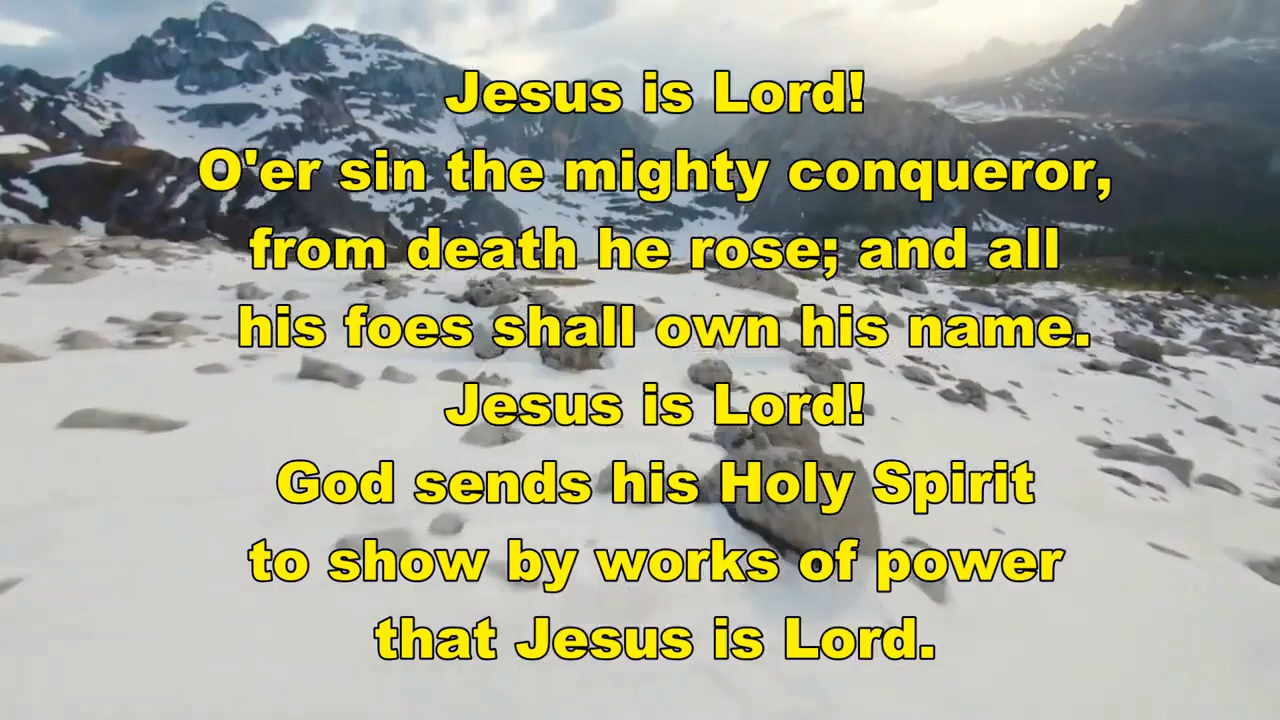 Jesus is Lord!
O'er sin the mighty conqueror,
from death he rose; and all
his foes shall own his name.
Jesus is Lord!
God sends his Holy Spirit
to show by works of power
that Jesus is Lord.